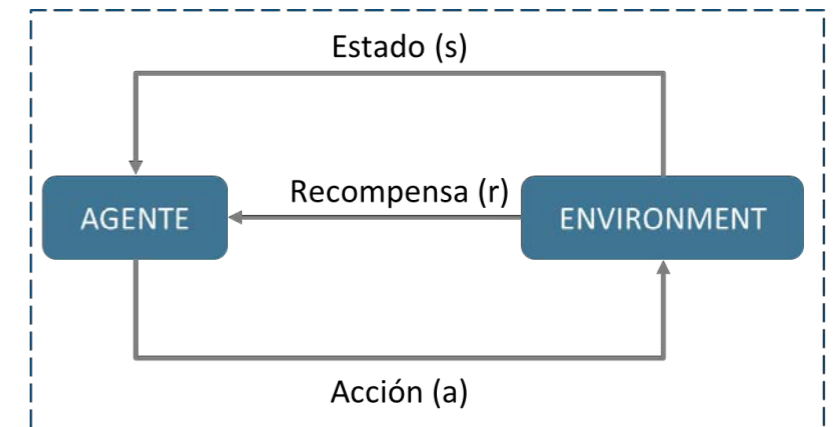 Estado (s)
Recompensa (r)
AGENTE
ENVIRONMENT
Acción (a)